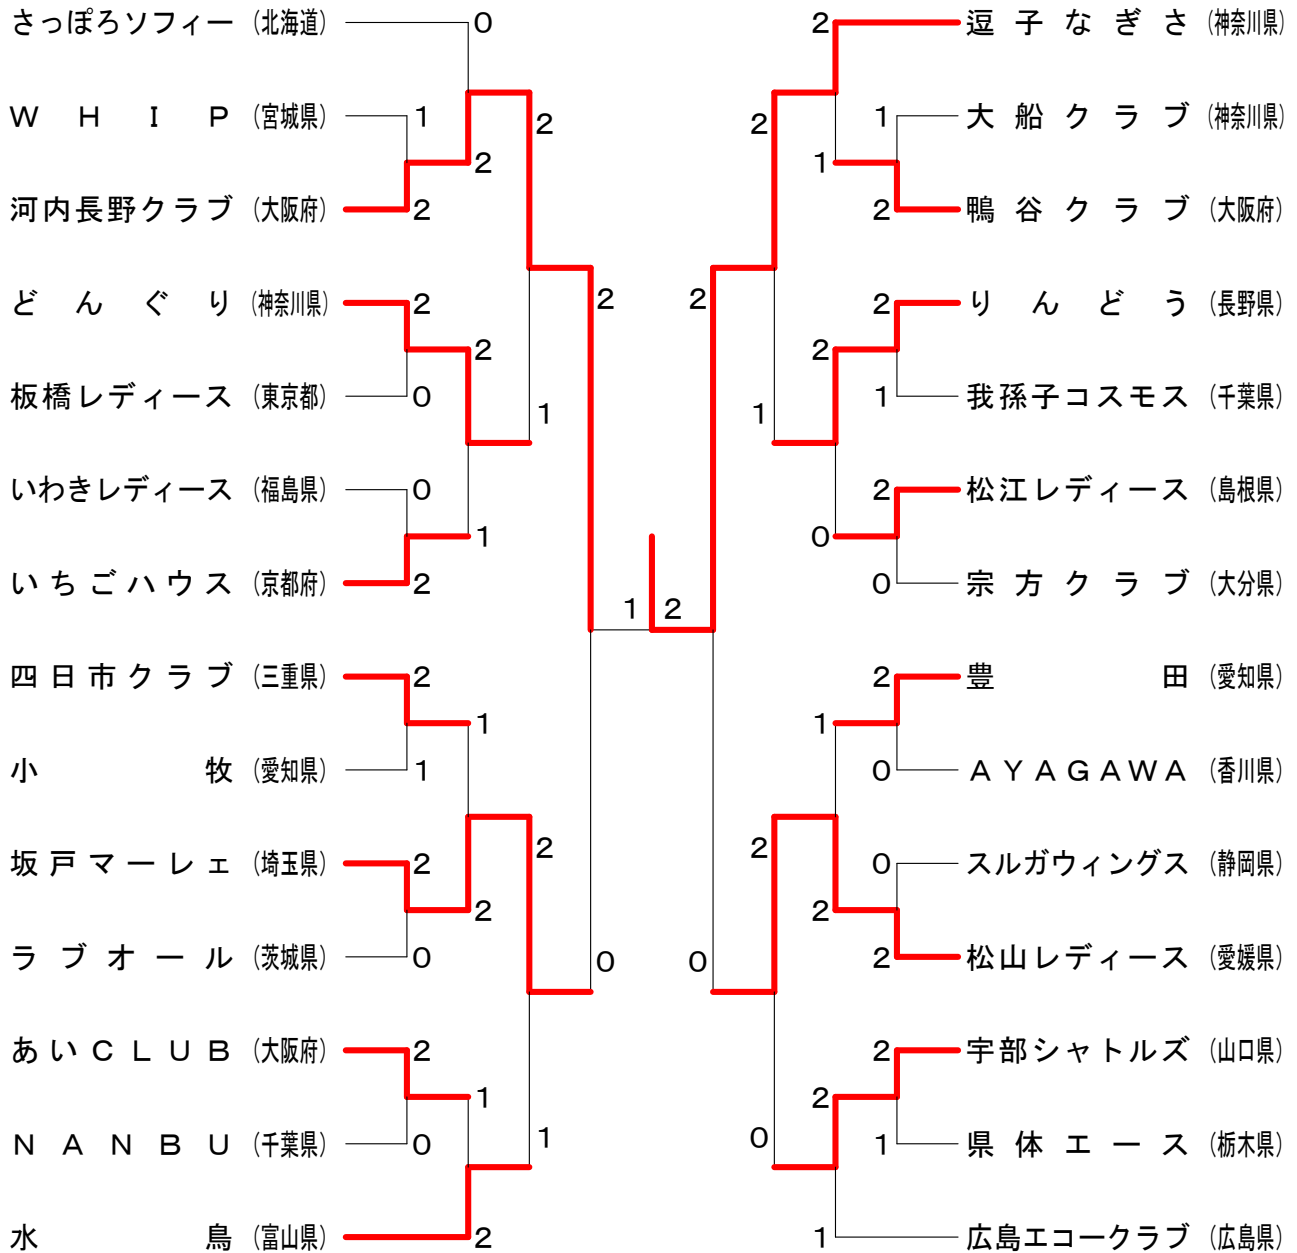 さっぽろソフィー (北海道) 0 2 逗子なぎさ (神奈川県)
WHIP (宮城県) 1 2 2 1 大船クラブ (神奈川県)
2 1
河内長野クラブ (大阪府) 2 2 鴨谷クラブ (大阪府)
どんぐり (神奈川県) 2 2 2 2 りんどう (長野県)
2 2
板橋レディース (東京都) 0 1 1 1 我孫子コスモス (千葉県)
いわきレディース (福島県) 0 2 松江レディース (島根県)
1 0
いちごハウス (京都府) 2 0 宗方クラブ (大分県)
1 2
四日市クラブ (三重県) 2 2 豊田 (愛知県)
1 1
小牧 (愛知県) 1 0 AYAGAWA (香川県)
坂戸マーレェ (埼玉県) 2 2 2 0 スルガウィングス (静岡県)
2 2
ラブオール (茨城県) 0 0 0 2 松山レディース (愛媛県)
あいCLUB (大阪府) 2 2 宇部シャトルズ (山口県)
1 2
NANBU (千葉県) 0 1 0 1 県体エース (栃木県)
水鳥 (富山県) 2 1 広島エコークラブ (広島県)